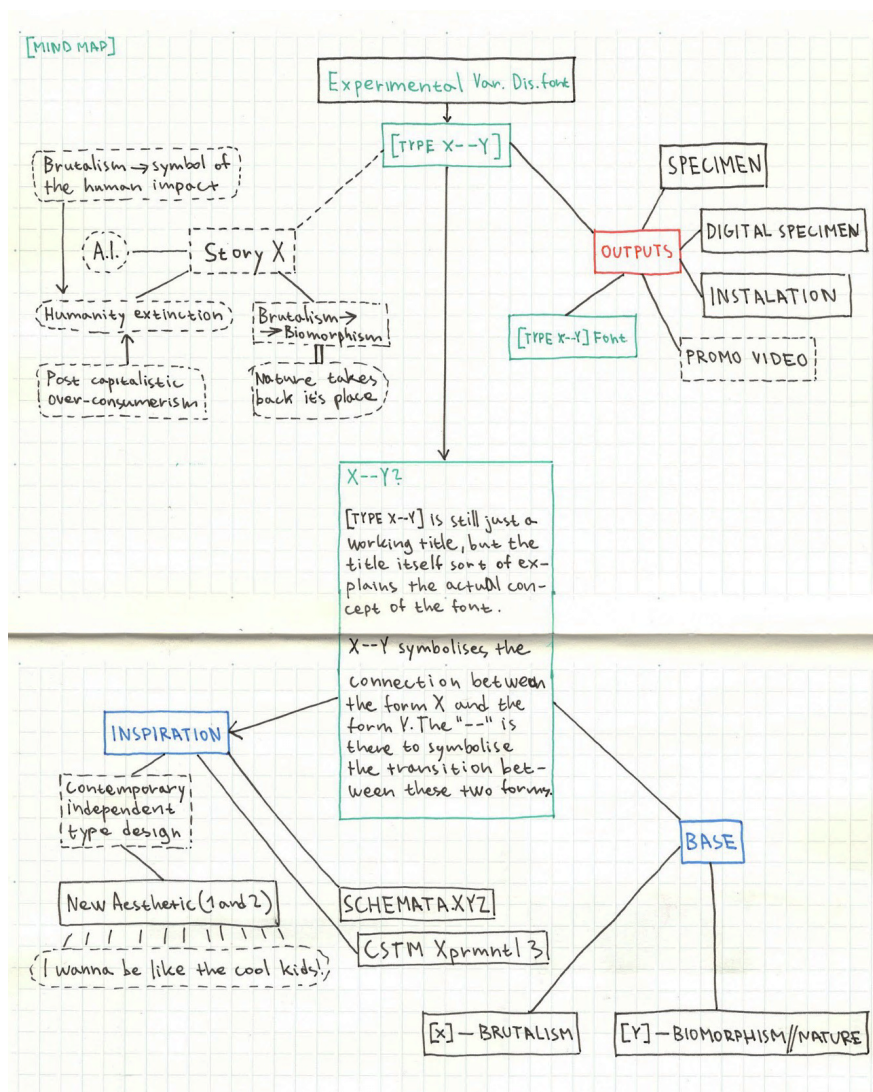 [MIND MAP]
Experimental Var. Dis.font
[TYPE X--Y]
Brutalism → symbol of
the human impact
A.I.
Story X
Humanity extinction
Brutalism →
→ Biomorphism
Post capitalistic
over-consumerism
Nature takes
back it's place
SPECIMEN
OUTPUTS
DIGITAL SPECIMEN
INSTALATION
[TYPE X--Y] Font
PROMO VIDEO
X--Y?
[TYPE X--Y] is still just a
working title, but the
title itself sort of ex-
plains the actual con-
cept of the font.
X--Y symbolises the
connection between
the form X and the
form Y. The "--" is
there to symbolise
the transition bet-
ween these two forms.
INSPIRATION
Contemporary
independent
type design
New Aesthetic (1 and 2)
I wanna be like the cool kids!
SCHEMATA.XYZ
CSTM Xprmntl 3
BASE
[X] — BRUTALISM
[Y] — BIOMORPHISM//NATURE